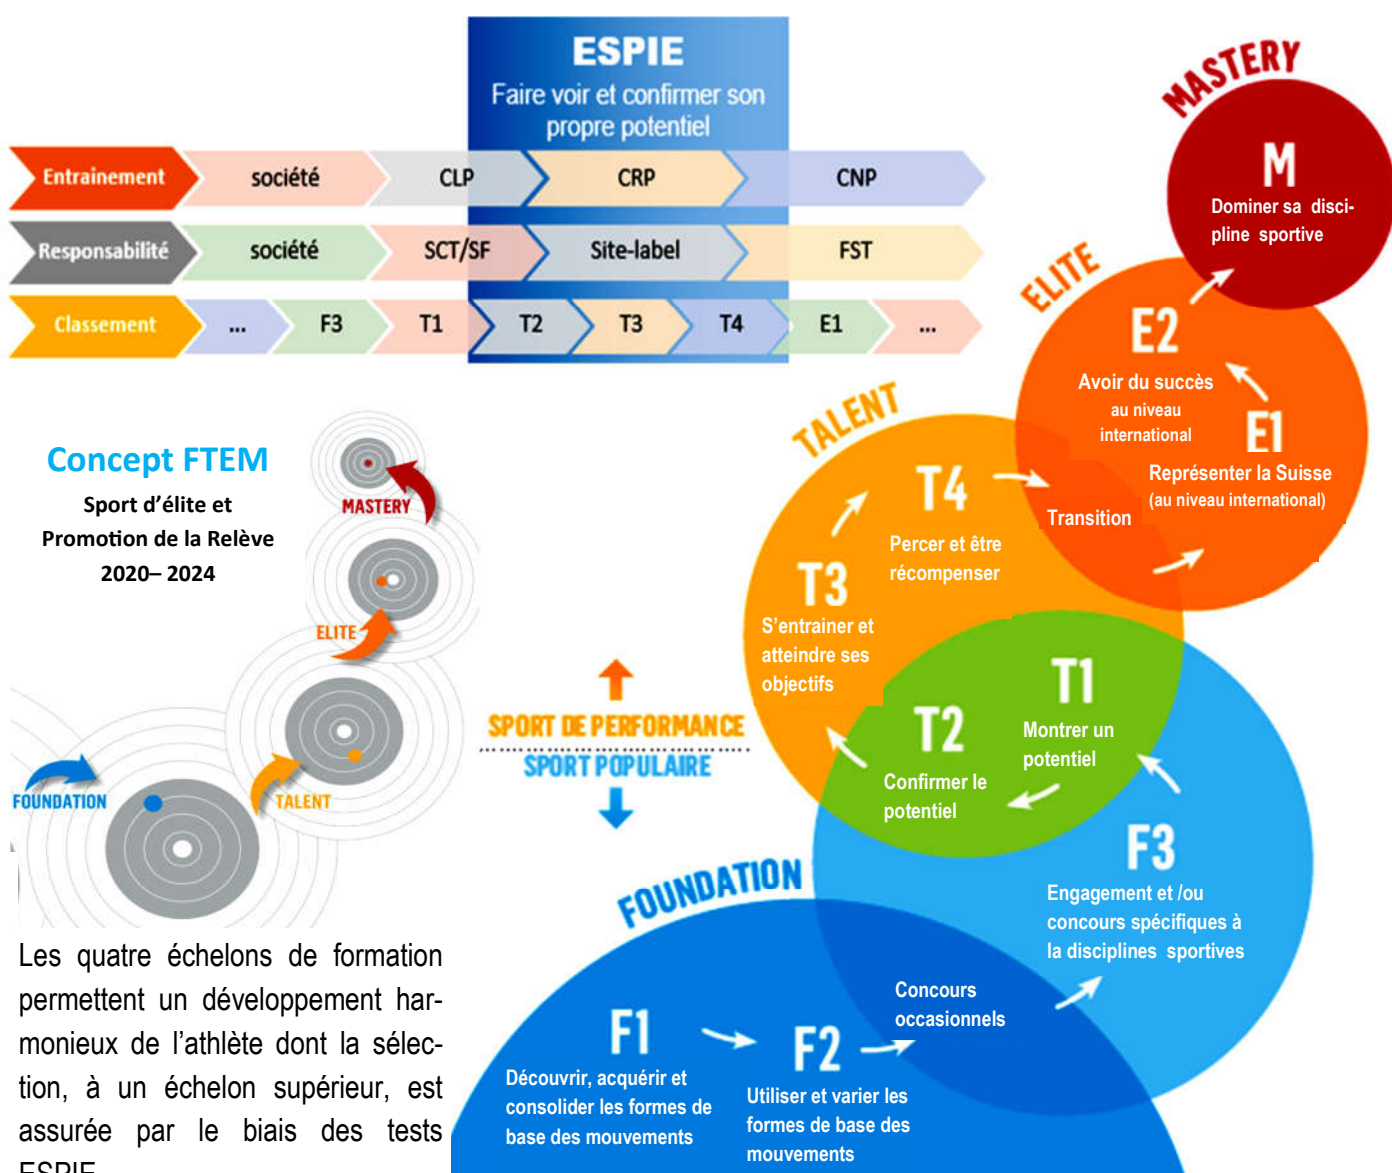 ESPIE
Faire voir et confirmer son
propre potentiel
Entrainement société CLP CRP CNP
Responsabilité société SCT/SF Site-label FST
Classement ... F3 T1 T2 T3 T4 E1 ...
Concept FTEM
Sport d'élite et
Promotion de la Relève
2020– 2024
MASTERY
ELITE
TALENT
FOUNDATION
SPORT DE PERFORMANCE
SPORT POPULAIRE
MASTERY
M
Dominer sa disci-
pline sportive
ELITE
E2
Avoir du succès
au niveau
international
E1
Représenter la Suisse
(au niveau international)
Transition
TALENT
T4
Percer et être
récompenser
T3
S'entrainer et
atteindre ses
objectifs
T1
Montrer un
potentiel
T2
Confirmer le
potentiel
F3
Engagement et /ou
concours spécifiques à
la disciplines sportives
FOUNDATION
Concours
occasionnels
F1
Découvrir, acquérir et
consolider les formes de
base des mouvements
F2
Utiliser et varier les
formes de base des
mouvements
Les quatre échelons de formation
permettent un développement har-
monieux de l'athlète dont la sélec-
tion, à un échelon supérieur, est
assurée par le biais des tests
ESPIE